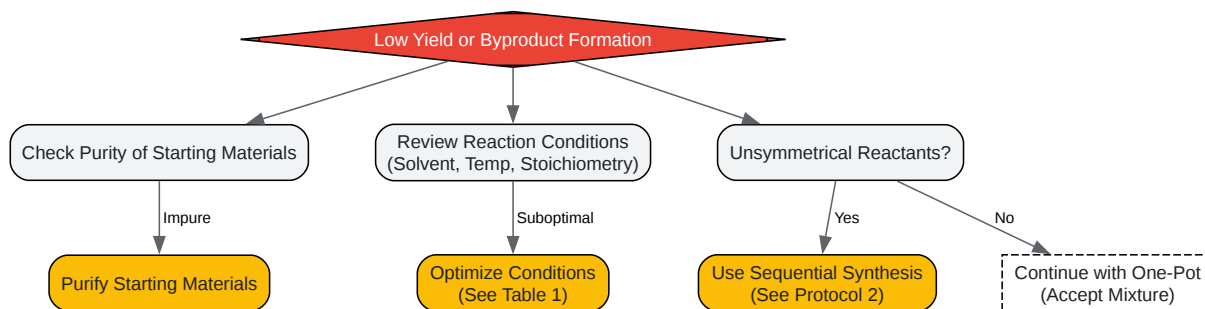 Low Yield or Byproduct Formation
Check Purity of Starting Materials
Review Reaction Conditions
(Solvent, Temp, Stoichiometry)
Unsymmetrical Reactants?
Impure
Suboptimal
Yes
No
Purify Starting Materials
Optimize Conditions
(See Table 1)
Use Sequential Synthesis
(See Protocol 2)
Continue with One-Pot
(Accept Mixture)